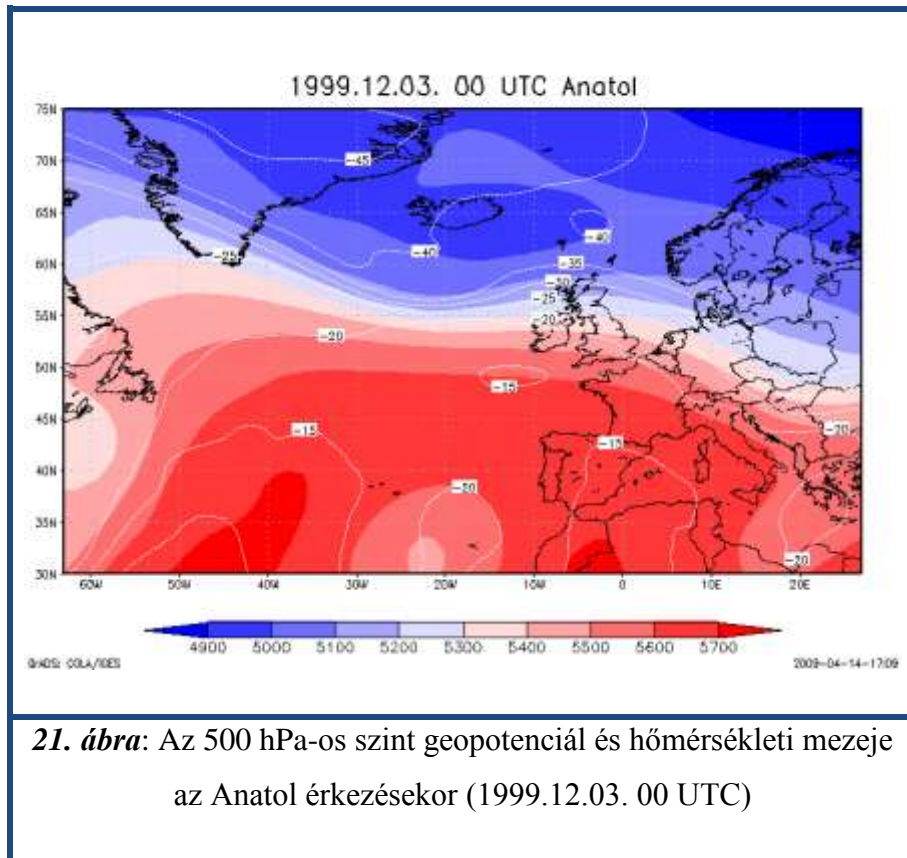 1999.12.03. 00 UTC Anatol
75N
70N
65N
60N
55N
50N
45N
40N
35N
30N
-45
-40
-40
-25
-35
-30
-25
-20
-20
-15
-15
-15
-20
-20
-20
60W
50W
40W
30W
20W
10W
0
10E
20E
4900 5000 5100 5200 5300 5400 5500 5600 5700
GrADS: COLA/IGES
2009-04-14-17:09
21. ábra: Az 500 hPa-os szint geopotenciál és hőmérsékleti mezeje
az Anatol érkezésekor (1999.12.03. 00 UTC)